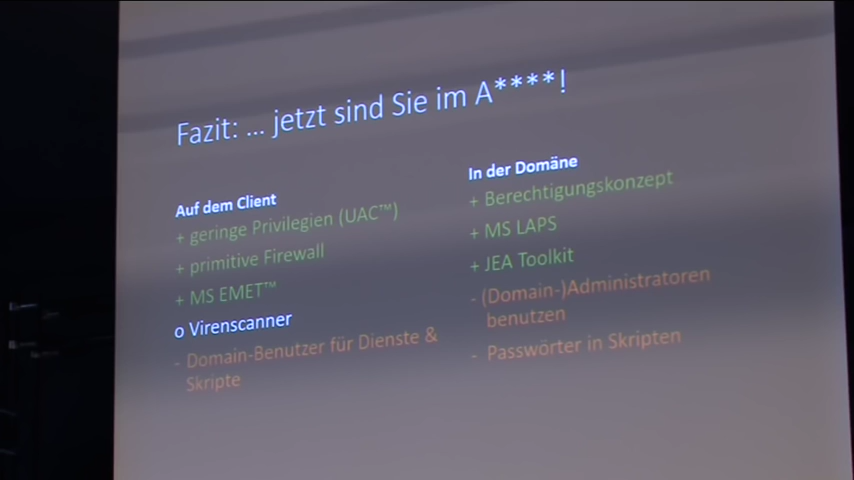 Fazit: ... jetzt sind Sie im A****!
Auf dem Client
+ geringe Privilegien (UAC™)
+ primitive Firewall
+ MS EMET™
o Virenscanner
- Domain-Benutzer für Dienste &
Skripte
In der Domäne
+ Berechtigungskonzept
+ MS LAPS
+ JEA Toolkit
- (Domain-)Administratoren
benutzen
- Passwörter in Skripten